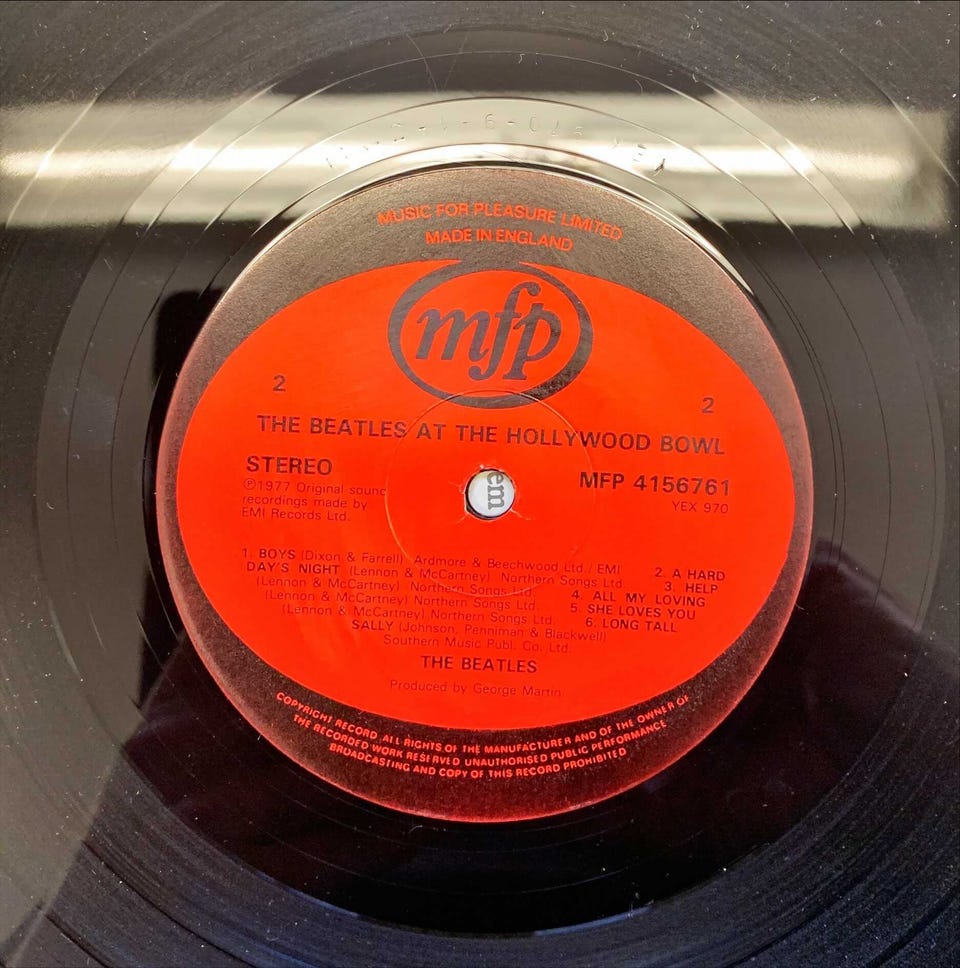 MUSIC FOR PLEASURE LIMITED
MADE IN ENGLAND
mfp
2 2
THE BEATLES AT THE HOLLYWOOD BOWL
STEREO MFP 4156761
Ⓟ1977 Original sound YEX 970
recordings made by
EMI Records Ltd.
em
1. BOYS (Dixon & Farrell) Ardmore & Beechwood Ltd./ EMI 2. A HARD
DAY'S NIGHT (Lennon & McCartney) Northern Songs Ltd. 3. HELP
(Lennon & McCartney) Northern Songs Ltd. 4. ALL MY LOVING
(Lennon & McCartney) Northern Songs Ltd. 5. SHE LOVES YOU
(Lennon & McCartney) Northern Songs Ltd. 6. LONG TALL
SALLY (Johnson, Penniman & Blackwell)
Southern Music Publ. Co. Ltd.
THE BEATLES
Produced by George Martin
COPYRIGHT RECORD ALL RIGHTS OF THE MANUFACTURER AND OF THE OWNER OF
THE RECORDED WORK RESERVED UNAUTHORISED PUBLIC PERFORMANCE
BROADCASTING AND COPY OF THIS RECORD PROHIBITED